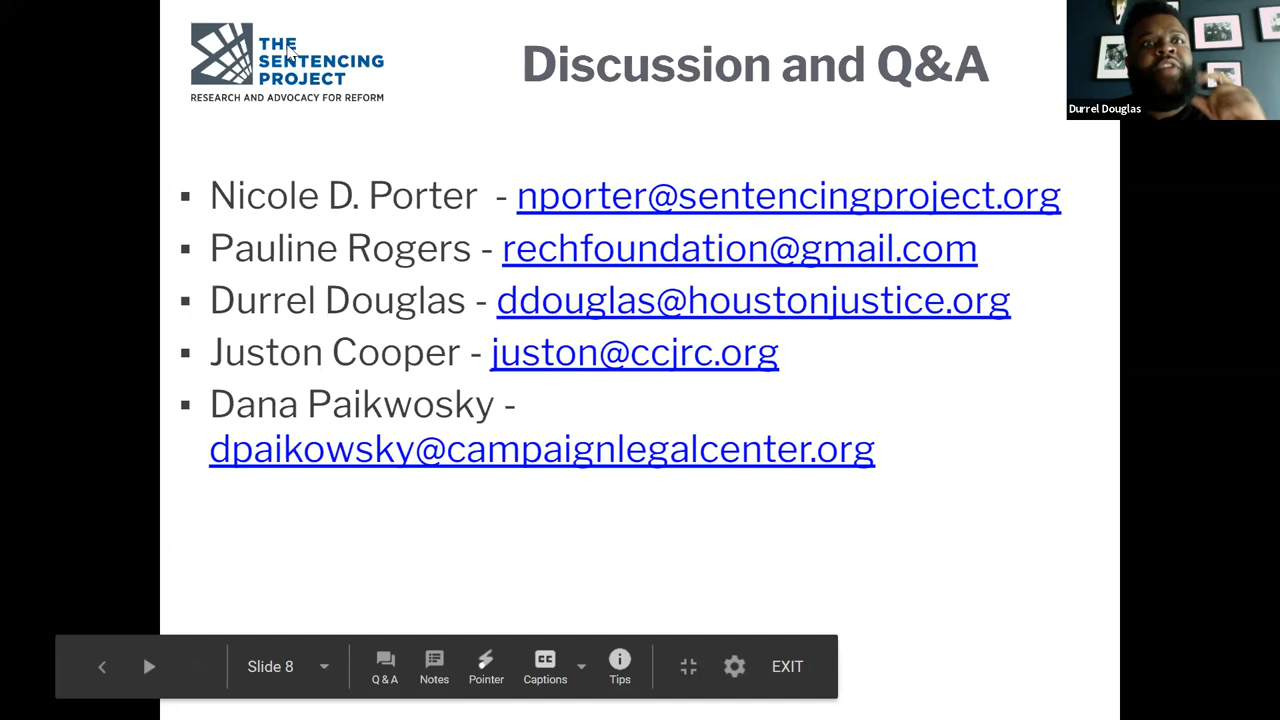 THE
SENTENCING
PROJECT
RESEARCH AND ADVOCACY FOR REFORM
Discussion and Q&A
Durrel Douglas
▪ Nicole D. Porter - nporter@sentencingproject.org
▪ Pauline Rogers - rechfoundation@gmail.com
▪ Durrel Douglas - ddouglas@houstonjustice.org
▪ Juston Cooper - juston@ccjrc.org
▪ Dana Paikwosky -
dpaikowsky@campaignlegalcenter.org
Slide 8
Q & A
Notes
Pointer
CC
Captions
Tips
EXIT